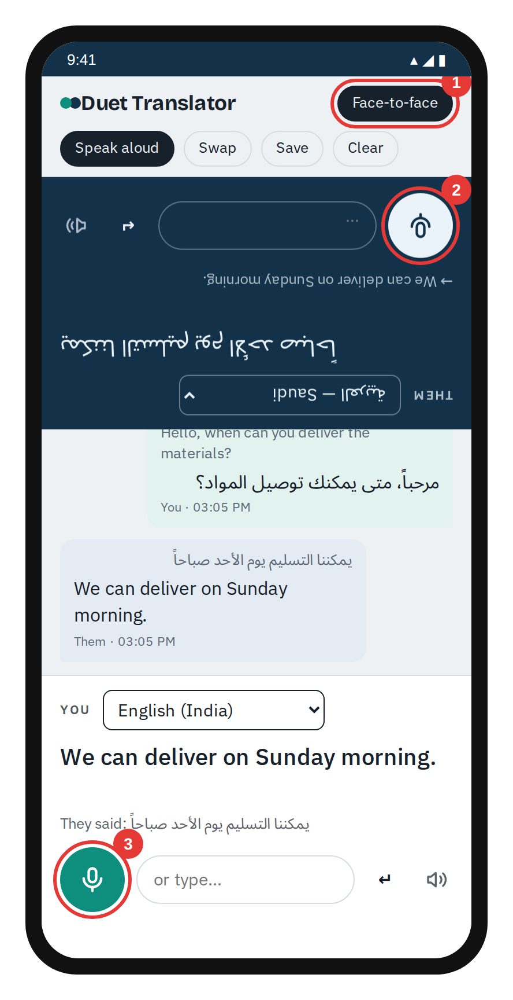 9:41
Duet Translator
Face-to-face
1
Speak aloud
Swap
Save
Clear
2
...
→ We can deliver on Sunday morning.
يمكننا التسليم يوم الأحد صباحاً
العربية — Saudi
THEM
Hello, when can you deliver the
materials?
مرحباً، متى يمكنك توصيل المواد؟
You · 03:05 PM
يمكننا التسليم يوم الأحد صباحاً
We can deliver on Sunday
morning.
Them · 03:05 PM
YOU
English (India)
We can deliver on Sunday morning.
They said: يمكننا التسليم يوم الأحد صباحاً
3
or type...